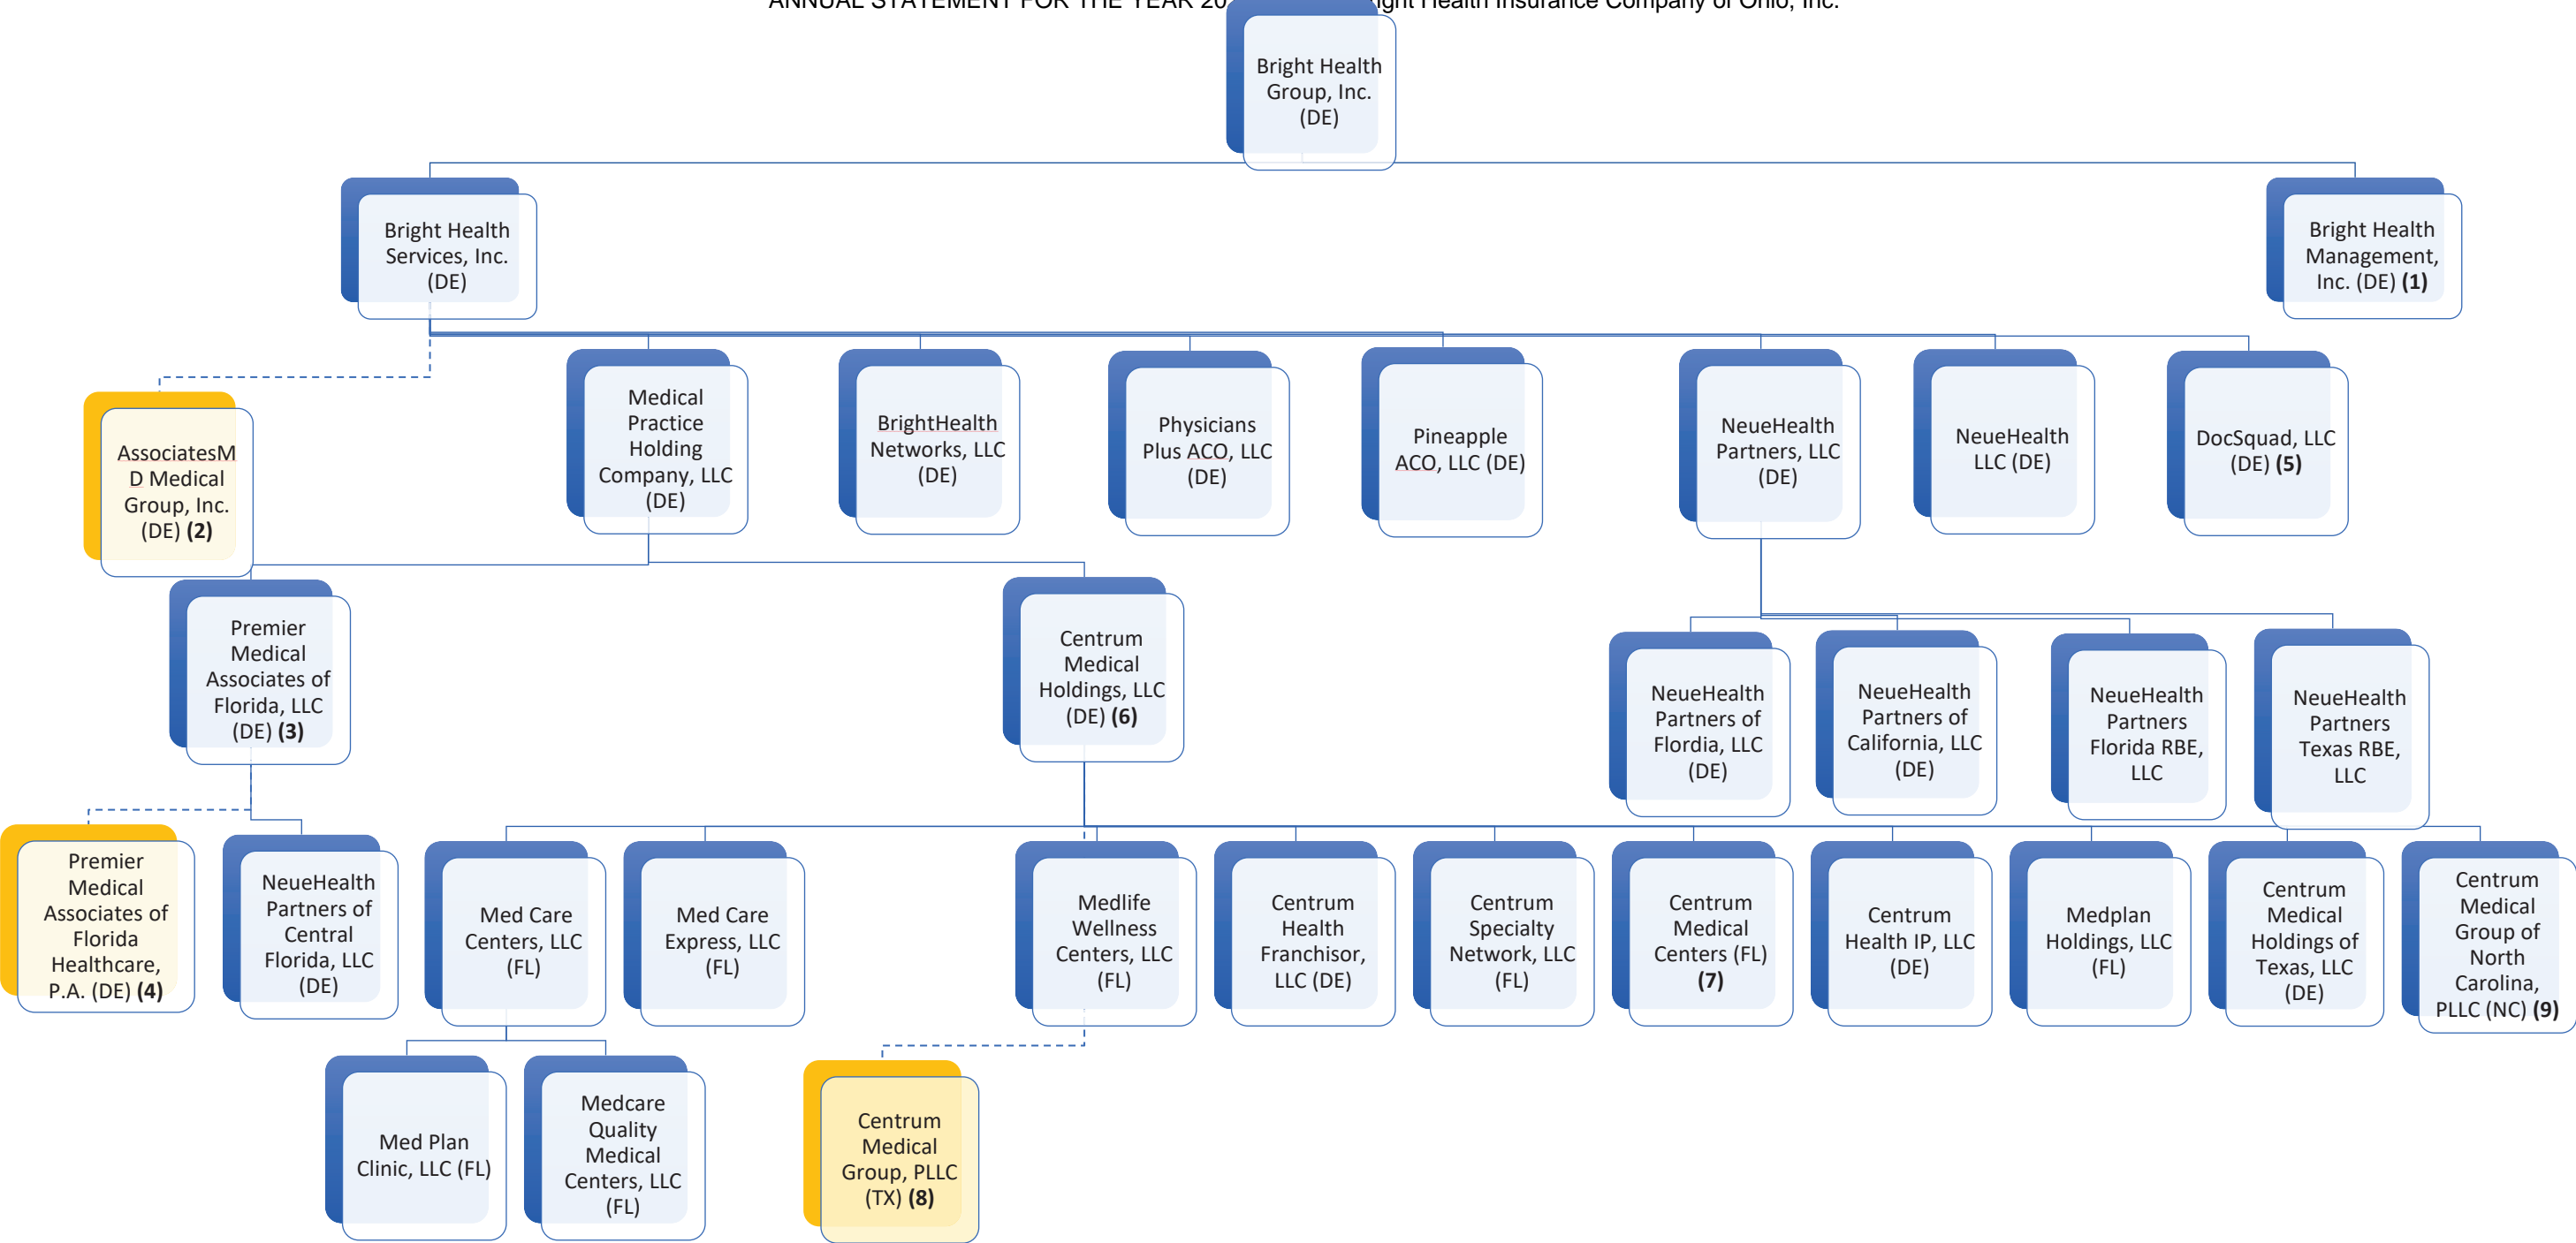 ANNUAL STATEMENT FOR THE YEAR 20 ight Health Insurance Company of Ohio, Inc.
Bright Health
Group, Inc.
(DE)
Bright Health
Services, Inc.
(DE)
Bright Health
Management,
Inc. (DE) (1)
AssociatesM
D Medical
Group, Inc.
(DE) (2)
Medical
Practice
Holding
Company, LLC
(DE)
BrightHealth
Networks, LLC
(DE)
Physicians
Plus ACO, LLC
(DE)
Pineapple
ACO, LLC (DE)
NeueHealth
Partners, LLC
(DE)
NeueHealth
LLC (DE)
DocSquad, LLC
(DE) (5)
Premier
Medical
Associates of
Florida, LLC
(DE) (3)
Centrum
Medical
Holdings, LLC
(DE) (6)
NeueHealth
Partners of
Flordia, LLC
(DE)
NeueHealth
Partners of
California, LLC
(DE)
NeueHealth
Partners
Florida RBE,
LLC
NeueHealth
Partners
Texas RBE,
LLC
Premier
Medical
Associates of
Florida
Healthcare,
P.A. (DE) (4)
NeueHealth
Partners of
Central
Florida, LLC
(DE)
Med Care
Centers, LLC
(FL)
Med Care
Express, LLC
(FL)
Medlife
Wellness
Centers, LLC
(FL)
Centrum
Health
Franchisor,
LLC (DE)
Centrum
Specialty
Network, LLC
(FL)
Centrum
Medical
Centers (FL)
(7)
Centrum
Health IP, LLC
(DE)
Medplan
Holdings, LLC
(FL)
Centrum
Medical
Holdings of
Texas, LLC
(DE)
Centrum
Medical
Group of
North
Carolina,
PLLC (NC) (9)
Med Plan
Clinic, LLC (FL)
Medcare
Quality
Medical
Centers, LLC
(FL)
Centrum
Medical
Group, PLLC
(TX) (8)